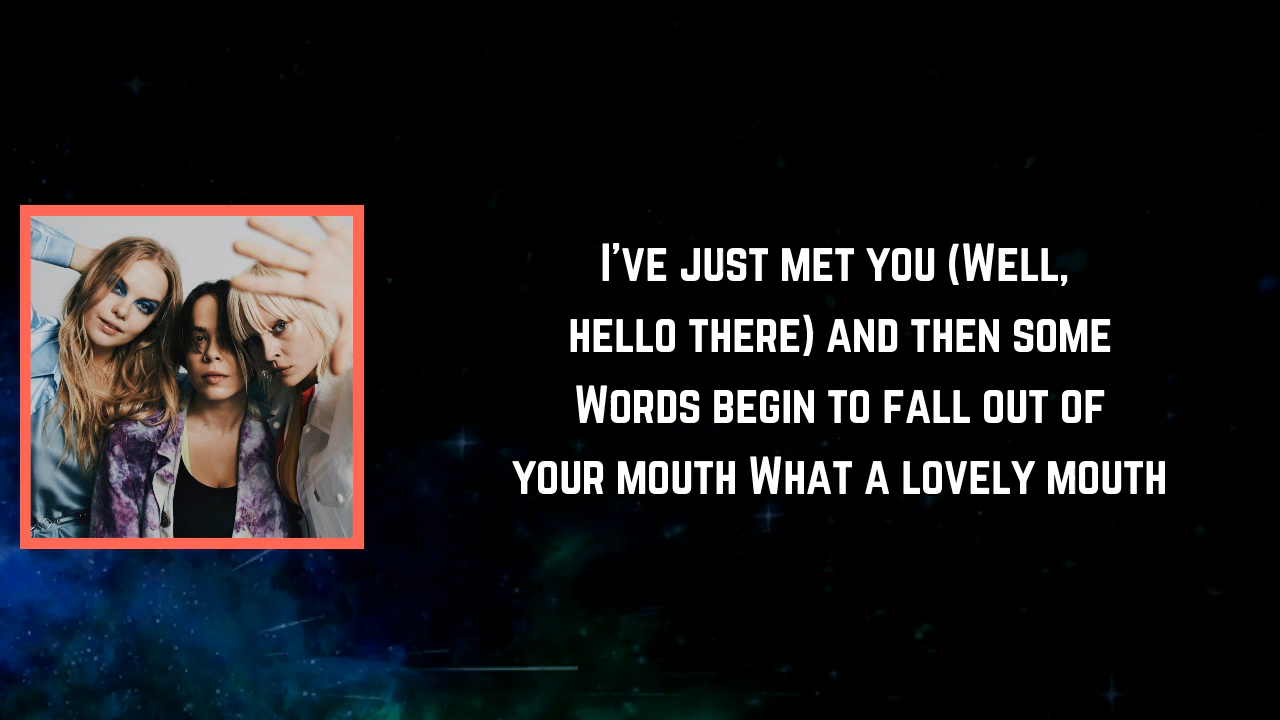 I'VE JUST MET YOU (WELL,
HELLO THERE) AND THEN SOME
WORDS BEGIN TO FALL OUT OF
YOUR MOUTH WHAT A LOVELY MOUTH